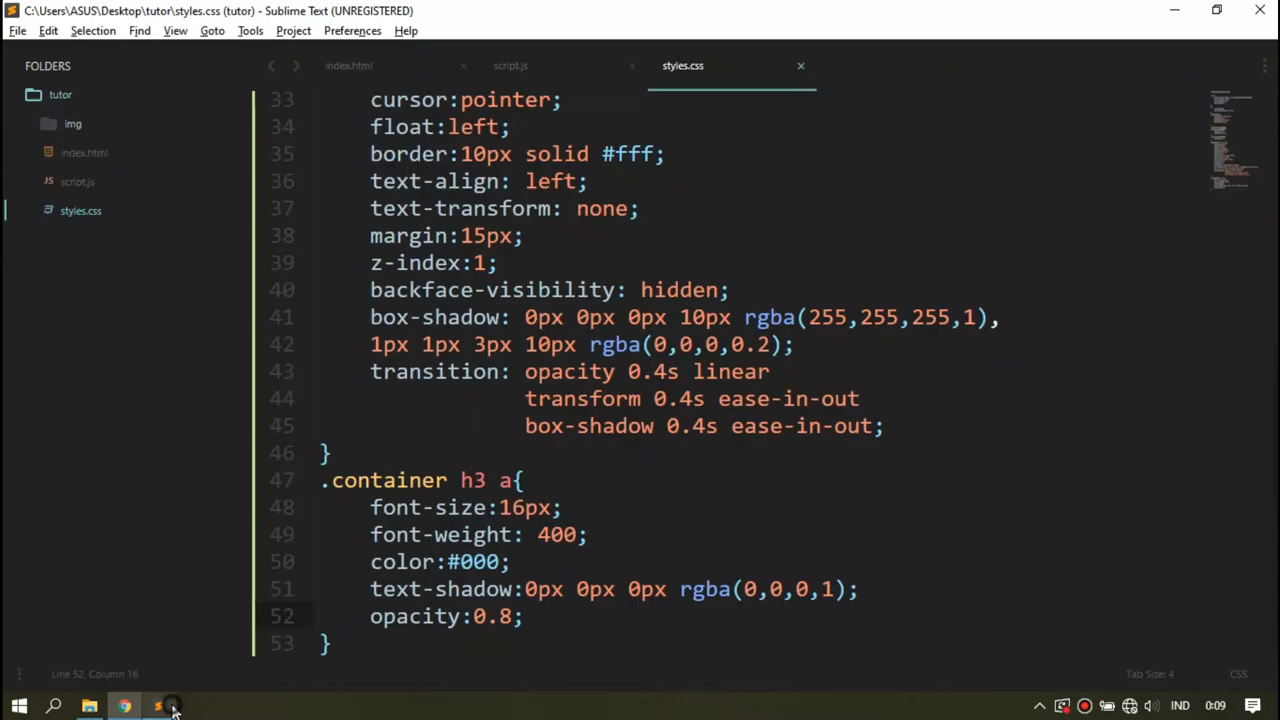 C:\Users\ASUS\Desktop\tutor\styles.css (tutor) - Sublime Text (UNREGISTERED)
File Edit Selection Find View Goto Tools Project Preferences Help
FOLDERS
tutor
img
index.html
JS script.js
styles.css
index.html script.js styles.css
33 cursor:pointer;
34 float:left;
35 border:10px solid #fff;
36 text-align: left;
37 text-transform: none;
38 margin:15px;
39 z-index:1;
40 backface-visibility: hidden;
41 box-shadow: 0px 0px 0px 10px rgba(255,255,255,1),
42 1px 1px 3px 10px rgba(0,0,0,0.2);
43 transition: opacity 0.4s linear
44 transform 0.4s ease-in-out
45 box-shadow 0.4s ease-in-out;
46 }
47 .container h3 a{
48 font-size:16px;
49 font-weight: 400;
50 color:#000;
51 text-shadow:0px 0px 0px rgba(0,0,0,1);
52 opacity:0.8;
53 }
Line 52, Column 16 Tab Size: 4 CSS
IND 0:09